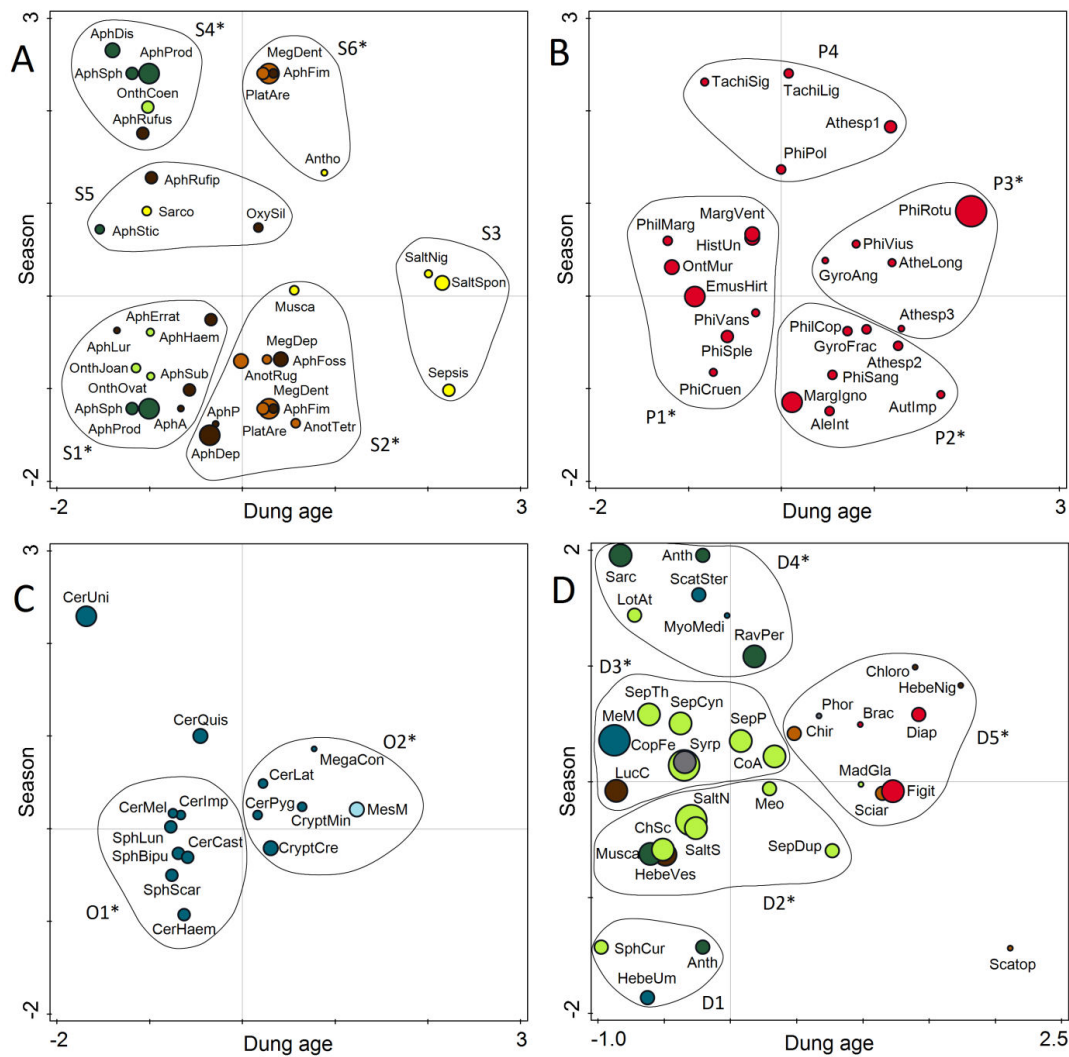 A
3
-2
-2
3
Season
Dung age
S4*
AphDis
AphProd
AphSph
OnthCoen
AphRufus
S6*
MegDent
AphFim
PlatAre
Antho
S5
AphRufip
Sarco
AphStic
OxySil
S3
SaltNig
SaltSpon
Sepsis
Musca
AphErrat
AphLur
AphHaem
OnthJoan
AphSub
OnthOvat
AphSph
AphProd
AphA
S1*
MegDep
AphFoss
AnotRug
MegDent
AphFim
AphP
PlatAre
AnotTetr
AphDep
S2*
B
3
-2
-2
3
Season
Dung age
P4
TachiSig
TachiLig
Athesp1
PhiPol
P3*
PhiRotu
PhiVius
AtheLong
GyroAng
Athesp3
PhilMarg
MargVent
HistUn
OntMur
EmusHirt
PhiVans
PhiSple
PhiCruen
P1*
PhilCop
GyroFrac
Athesp2
PhiSang
MargIgno
AleInt
AutImp
P2*
C
3
-2
-2
3
Season
Dung age
CerUni
CerQuis
CerImp
CerMel
SphLun
CerCast
SphBipu
SphScar
CerHaem
O1*
O2*
MegaCon
CerLat
CerPyg
CryptMin
MesM
CryptCre
D
2
-2
-1.0
2.5
Season
Dung age
D4*
Sarc
Anth
ScatSter
LotAt
MyoMedi
RavPer
D3*
SepTh
SepCyn
MeM
SepP
CopFe
Syrp
LucC
CoA
Chloro
HebeNig
Phor
Brac
Diap
Chir
D5*
MadGla
Sciar
Figit
Meo
SaltN
ChSc
SaltS
Musca
HebeVes
SepDup
D2*
SphCur
Anth
HebeUm
D1
Scatop